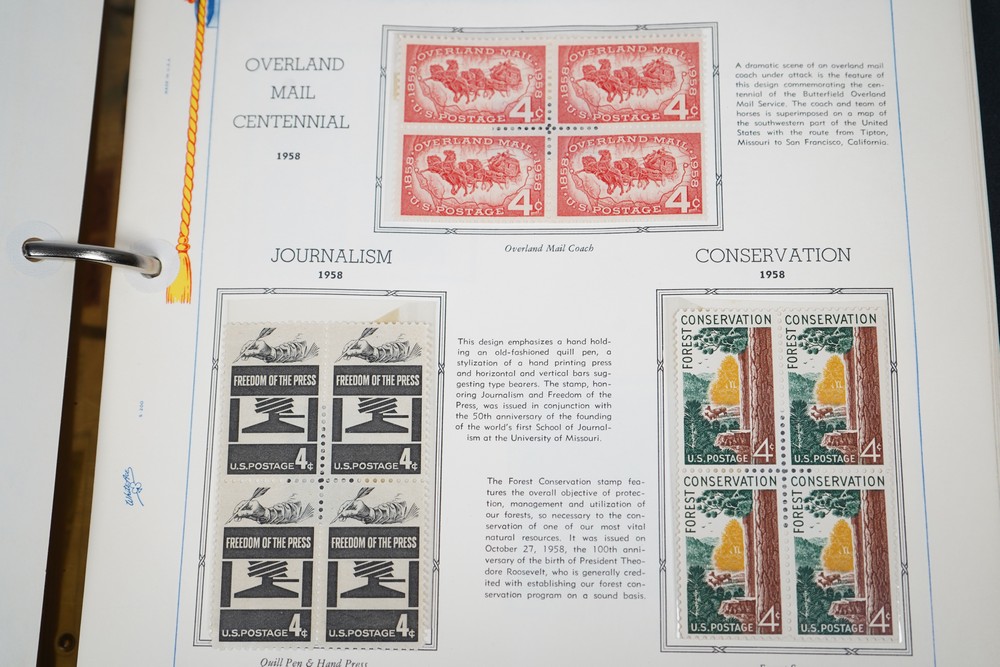 OVERLAND
MAIL
CENTENNIAL
1958
OVERLAND MAIL
1858
1958
U.S. POSTAGE 4¢
OVERLAND MAIL
1858
1958
U.S. POSTAGE 4¢
OVERLAND MAIL
1858
1958
U.S. POSTAGE 4¢
OVERLAND MAIL
1858
1958
U.S. POSTAGE 4¢
Overland Mail Coach
A dramatic scene of an overland mail
coach under attack is the feature of
this design commemorating the cen-
tennial of the Butterfield Overland
Mail Service. The coach and team of
horses is superimposed on a map of
the southwestern part of the United
States with the route from Tipton,
Missouri to San Francisco, California.
JOURNALISM
1958
FREEDOM OF THE PRESS
U.S. POSTAGE 4¢
FREEDOM OF THE PRESS
U.S. POSTAGE 4¢
FREEDOM OF THE PRESS
U.S. POSTAGE 4¢
FREEDOM OF THE PRESS
U.S. POSTAGE 4¢
Quill Pen & Hand Press
This design emphasizes a hand hold-
ing an old-fashioned quill pen, a
stylization of a hand printing press
and horizontal and vertical bars sug-
gesting type bearers. The stamp, hon-
oring Journalism and Freedom of the
Press, was issued in conjunction with
the 50th anniversary of the founding
of the world's first School of Journal-
ism at the University of Missouri.
CONSERVATION
1958
FOREST CONSERVATION
U.S. POSTAGE 4¢
FOREST CONSERVATION
U.S. POSTAGE 4¢
FOREST CONSERVATION
U.S. POSTAGE 4¢
FOREST CONSERVATION
U.S. POSTAGE 4¢
The Forest Conservation stamp fea-
tures the overall objective of protec-
tion, management and utilization of
our forests, so necessary to the con-
servation of one of our most vital
natural resources. It was issued on
October 27, 1958, the 100th anni-
versary of the birth of President Theo-
dore Roosevelt, who is generally cred-
ited with establishing our forest con-
servation program on a sound basis.